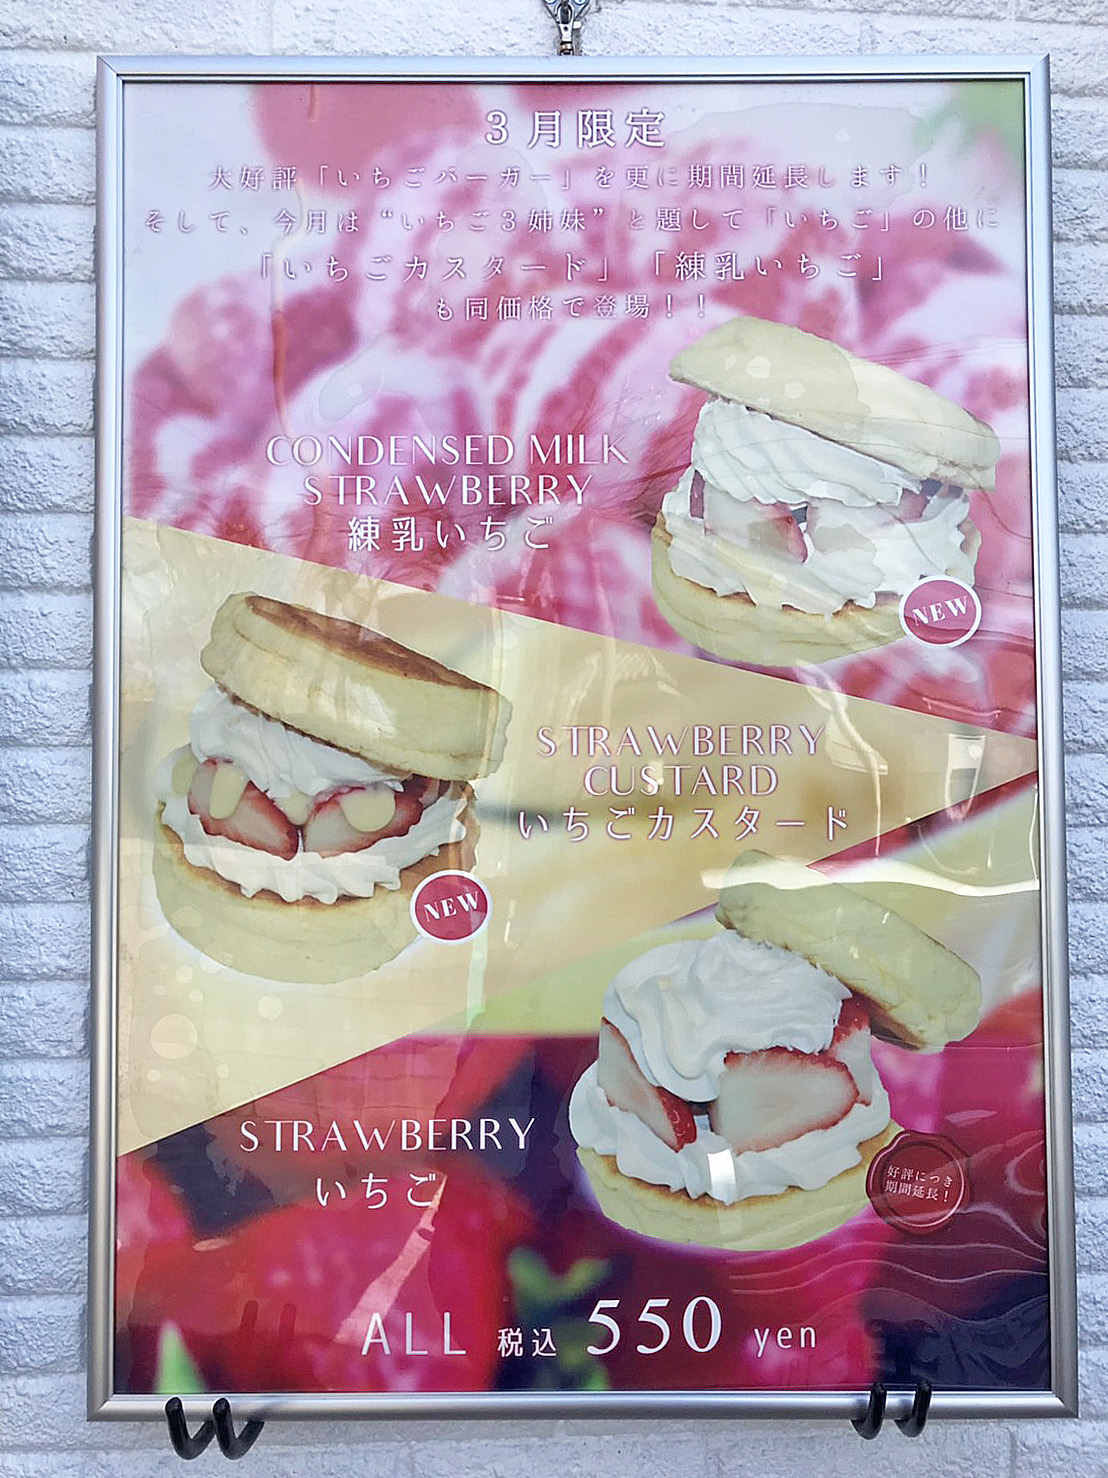 3月限定
大好評「いちごバーガー」を更に期間延長します！
そして、今月は“いちご3姉妹”と題して「いちご」の他に
「いちごカスタード」「練乳いちご」
も同価格で登場！！
CONDENSED MILK
STRAWBERRY
練乳いちご
NEW
STRAWBERRY
CUSTARD
いちごカスタード
NEW
STRAWBERRY
いちご
好評につき
期間延長！
ALL 税込 550 yen